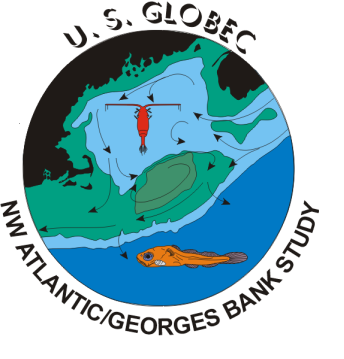 U. S. GLOBEC
NW ATLANTIC/GEORGES BANK STUDY